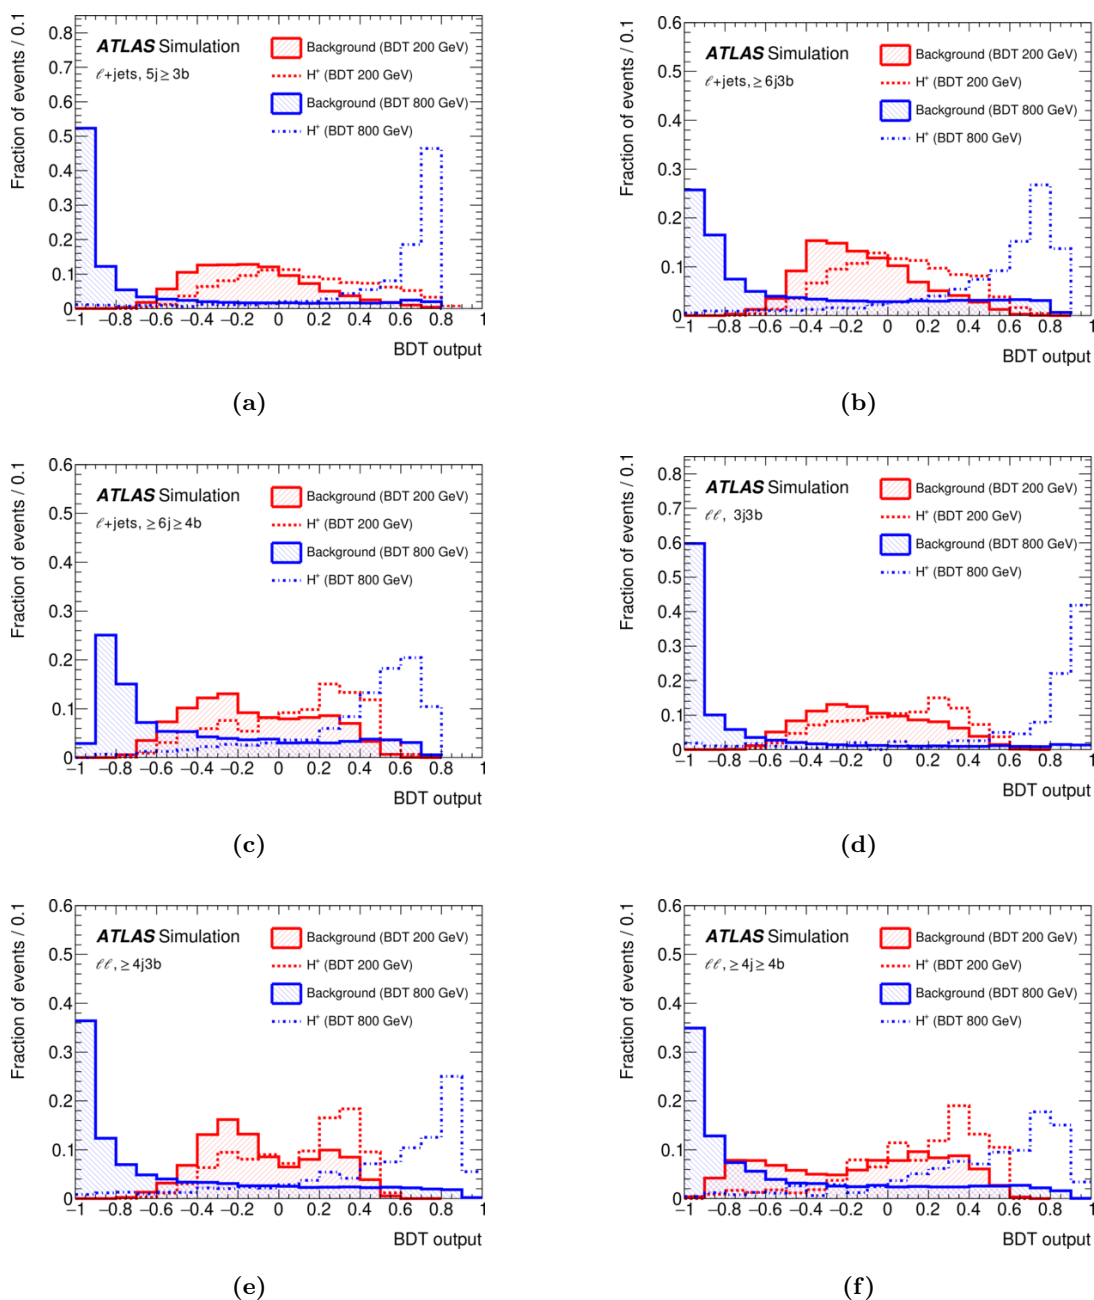 Fraction of events / 0.1
0.8
0.7
0.6
0.5
0.4
0.3
0.2
0.1
0
ATLAS Simulation
ℓ+jets, 5j ≥ 3b
Background (BDT 200 GeV)
H⁺ (BDT 200 GeV)
Background (BDT 800 GeV)
H⁺ (BDT 800 GeV)
−1 −0.8 −0.6 −0.4 −0.2 0 0.2 0.4 0.6 0.8 1
BDT output
(a)
Fraction of events / 0.1
0.6
0.5
0.4
0.3
0.2
0.1
0
ATLAS Simulation
ℓ+jets, ≥ 6j3b
Background (BDT 200 GeV)
H⁺ (BDT 200 GeV)
Background (BDT 800 GeV)
H⁺ (BDT 800 GeV)
−1 −0.8 −0.6 −0.4 −0.2 0 0.2 0.4 0.6 0.8 1
BDT output
(b)
Fraction of events / 0.1
0.6
0.5
0.4
0.3
0.2
0.1
0
ATLAS Simulation
ℓ+jets, ≥ 6j ≥ 4b
Background (BDT 200 GeV)
H⁺ (BDT 200 GeV)
Background (BDT 800 GeV)
H⁺ (BDT 800 GeV)
−1 −0.8 −0.6 −0.4 −0.2 0 0.2 0.4 0.6 0.8 1
BDT output
(c)
Fraction of events / 0.1
0.8
0.7
0.6
0.5
0.4
0.3
0.2
0.1
0
ATLAS Simulation
ℓℓ, 3j3b
Background (BDT 200 GeV)
H⁺ (BDT 200 GeV)
Background (BDT 800 GeV)
H⁺ (BDT 800 GeV)
−1 −0.8 −0.6 −0.4 −0.2 0 0.2 0.4 0.6 0.8 1
BDT output
(d)
Fraction of events / 0.1
0.6
0.5
0.4
0.3
0.2
0.1
0
ATLAS Simulation
ℓℓ, ≥ 4j3b
Background (BDT 200 GeV)
H⁺ (BDT 200 GeV)
Background (BDT 800 GeV)
H⁺ (BDT 800 GeV)
−1 −0.8 −0.6 −0.4 −0.2 0 0.2 0.4 0.6 0.8 1
BDT output
(e)
Fraction of events / 0.1
0.6
0.5
0.4
0.3
0.2
0.1
0
ATLAS Simulation
ℓℓ, ≥ 4j ≥ 4b
Background (BDT 200 GeV)
H⁺ (BDT 200 GeV)
Background (BDT 800 GeV)
H⁺ (BDT 800 GeV)
−1 −0.8 −0.6 −0.4 −0.2 0 0.2 0.4 0.6 0.8 1
BDT output
(f)